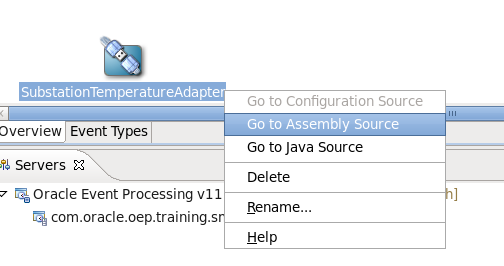 SubstationTemperatureAdapter
Go to Configuration Source
Go to Assembly Source
Go to Java Source
Delete
Rename...
Help
Overview Event Types
Servers
Oracle Event Processing v11
com.oracle.oep.training.sm